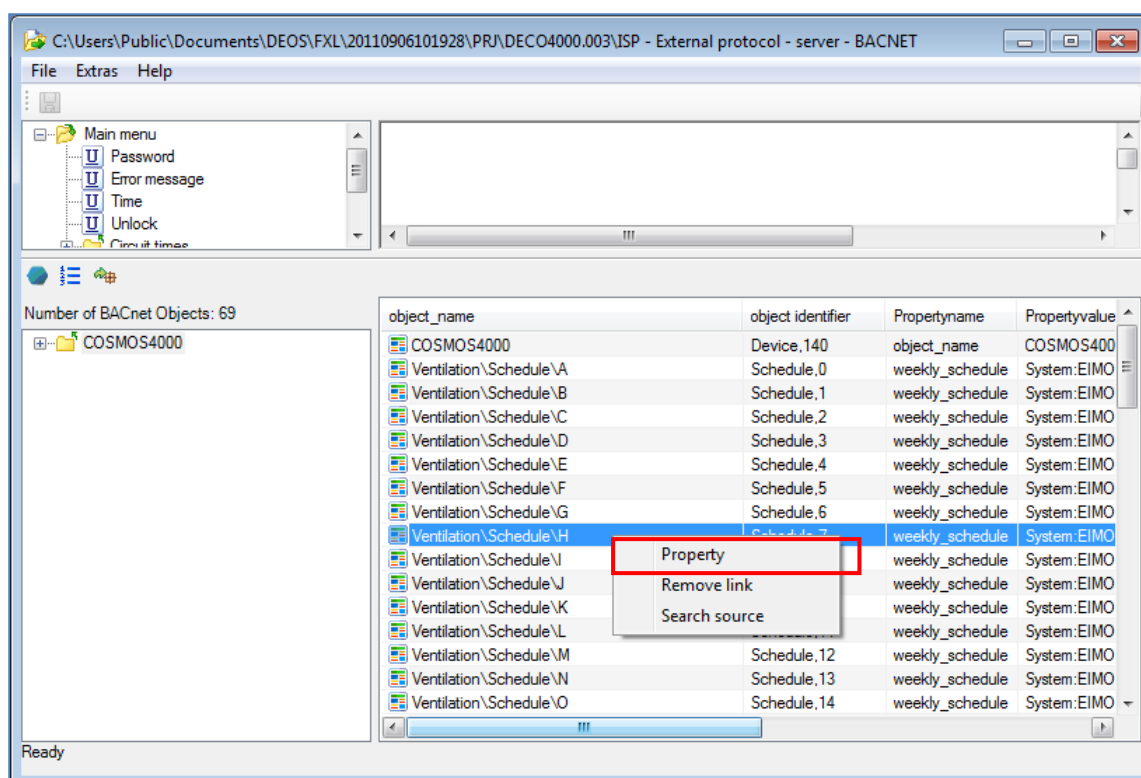 C:\Users\Public\Documents\DEOS\FXL\20110906101928\PRJ\DECO4000.003\ISP - External protocol - server - BACNET
File Extras Help
Main menu
U Password
U Error message
U Time
U Unlock
Circuit times
Number of BACnet Objects: 69
COSMOS4000
object_name object identifier Propertyname Propertyvalue
COSMOS4000 Device,140 object_name COSMOS400
Ventilation\Schedule\A Schedule,0 weekly_schedule System:EIMO
Ventilation\Schedule\B Schedule,1 weekly_schedule System:EIMO
Ventilation\Schedule\C Schedule,2 weekly_schedule System:EIMO
Ventilation\Schedule\D Schedule,3 weekly_schedule System:EIMO
Ventilation\Schedule\E Schedule,4 weekly_schedule System:EIMO
Ventilation\Schedule\F Schedule,5 weekly_schedule System:EIMO
Ventilation\Schedule\G Schedule,6 weekly_schedule System:EIMO
Ventilation\Schedule\H Schedule,7 weekly_schedule System:EIMO
Property
Ventilation\Schedule\I weekly_schedule System:EIMO
Remove link
Ventilation\Schedule\J weekly_schedule System:EIMO
Search source
Ventilation\Schedule\K weekly_schedule System:EIMO
Ventilation\Schedule\L weekly_schedule System:EIMO
Ventilation\Schedule\M Schedule,12 weekly_schedule System:EIMO
Ventilation\Schedule\N Schedule,13 weekly_schedule System:EIMO
Ventilation\Schedule\O Schedule,14 weekly_schedule System:EIMO
Ready